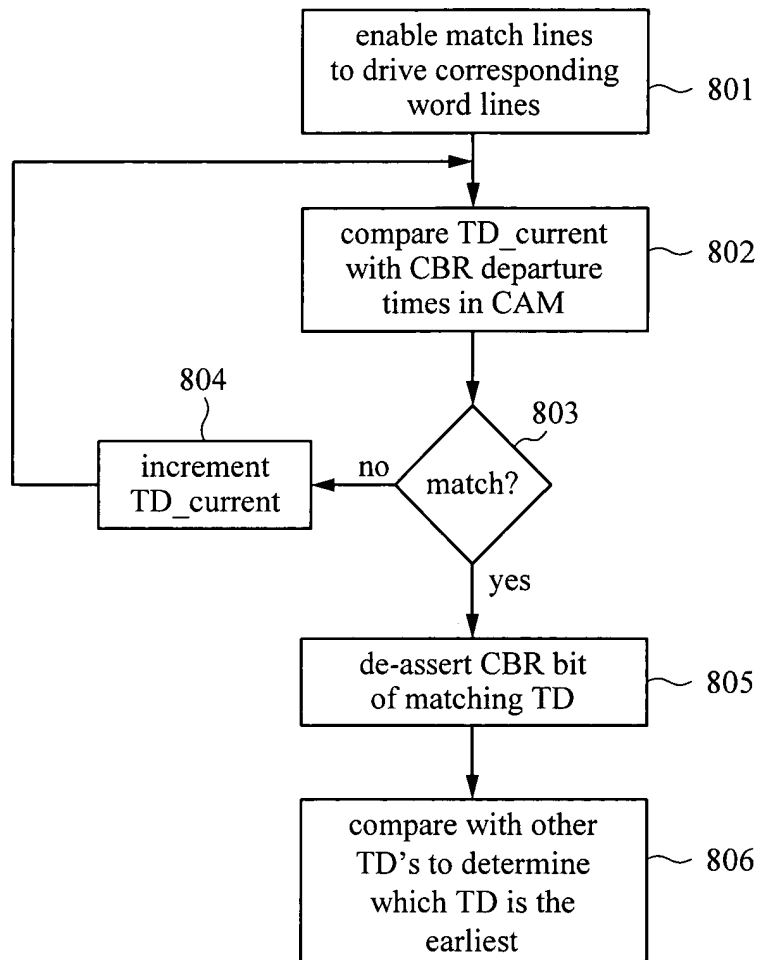 enable match lines
to drive corresponding
word lines
801
compare TD_current
with CBR departure
times in CAM
802
804
803
increment
TD_current
no
match?
yes
de-assert CBR bit
of matching TD
805
compare with other
TD's to determine
which TD is the
earliest
806